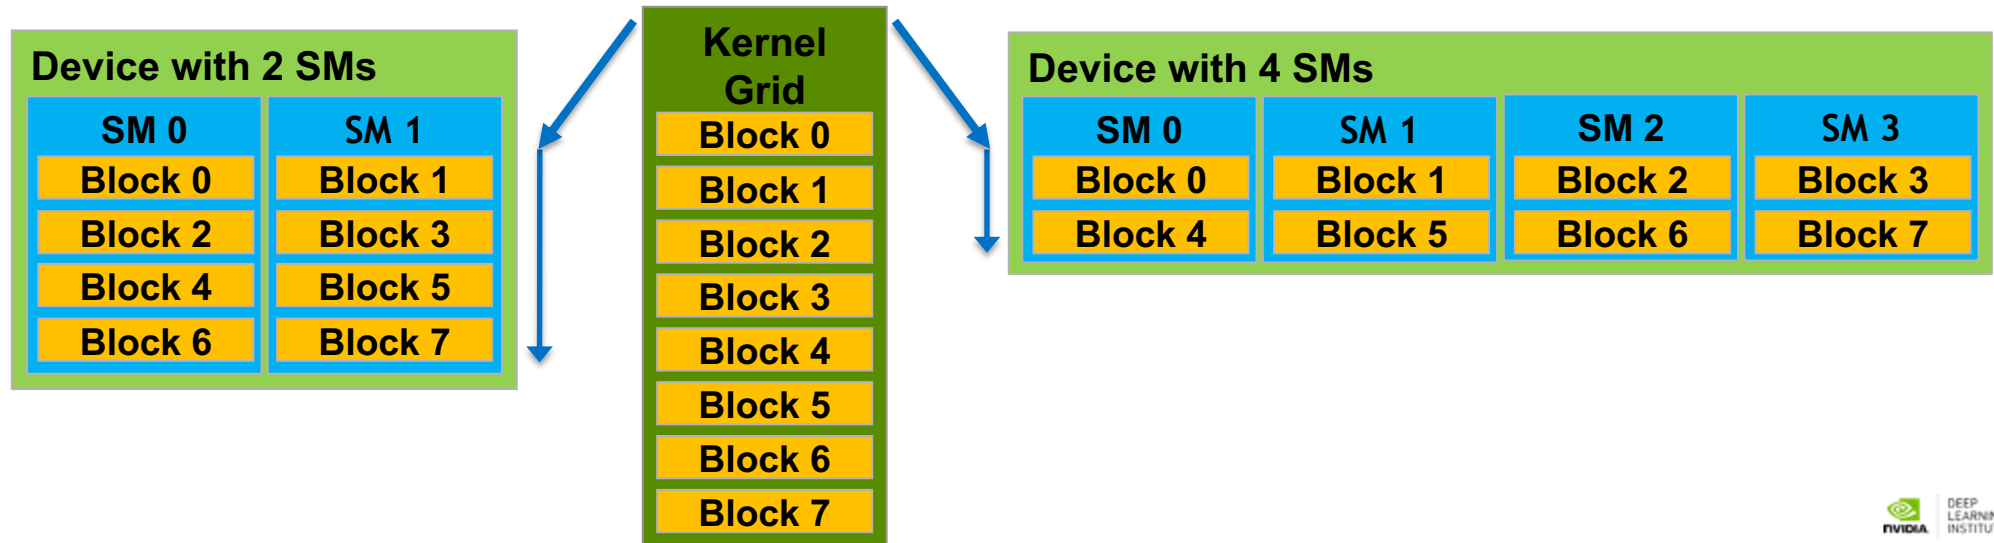 Device with 2 SMs
SM 0
SM 1
Block 0
Block 1
Block 2
Block 3
Block 4
Block 5
Block 6
Block 7
Kernel
Grid
Block 0
Block 1
Block 2
Block 3
Block 4
Block 5
Block 6
Block 7
Device with 4 SMs
SM 0
SM 1
SM 2
SM 3
Block 0
Block 1
Block 2
Block 3
Block 4
Block 5
Block 6
Block 7
NVIDIA.
DEEP
LEARNIN
INSTITU